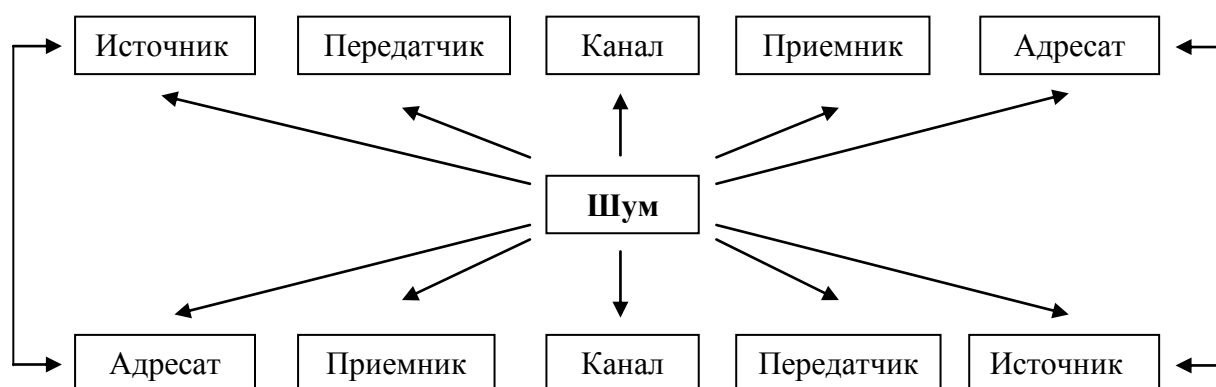 Источник Передатчик Канал Приемник Адресат
Шум
Адресат Приемник Канал Передатчик Источник